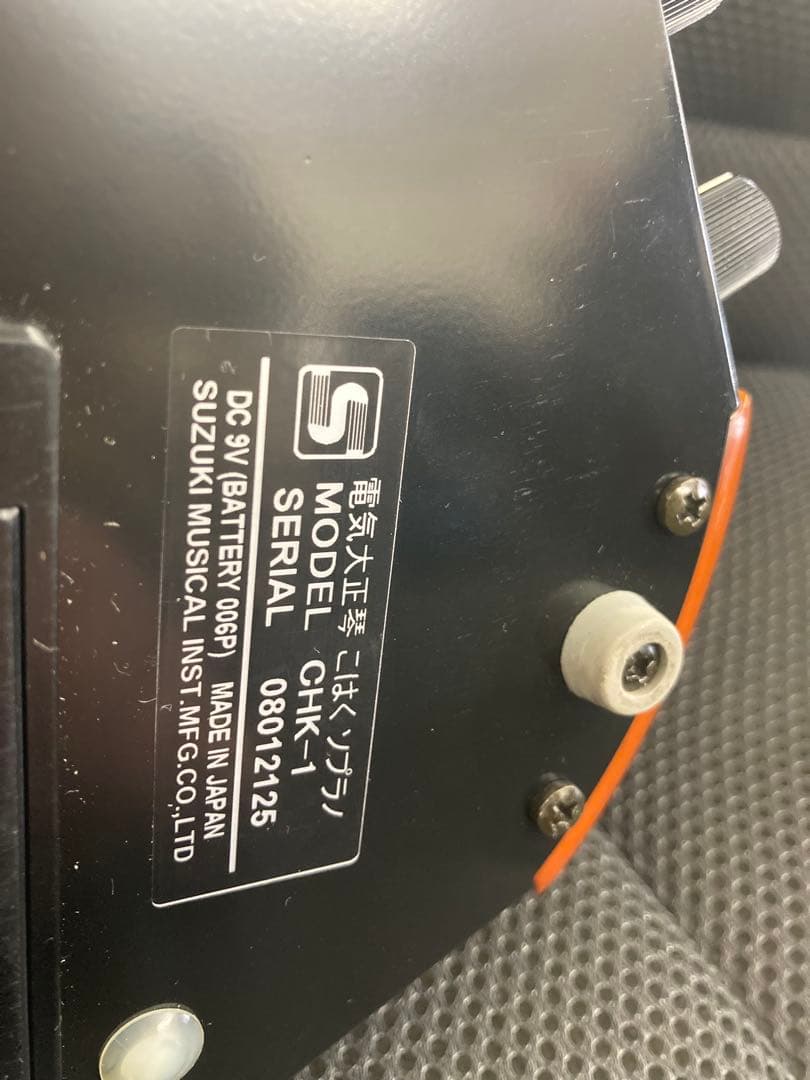 電気大正琴 こはく ソプラノ
MODEL CHK-1
SERIAL 08012125
DC 9V (BATTERY 006P) MADE IN JAPAN
SUZUKI MUSICAL INST.MFG.CO.,LTD